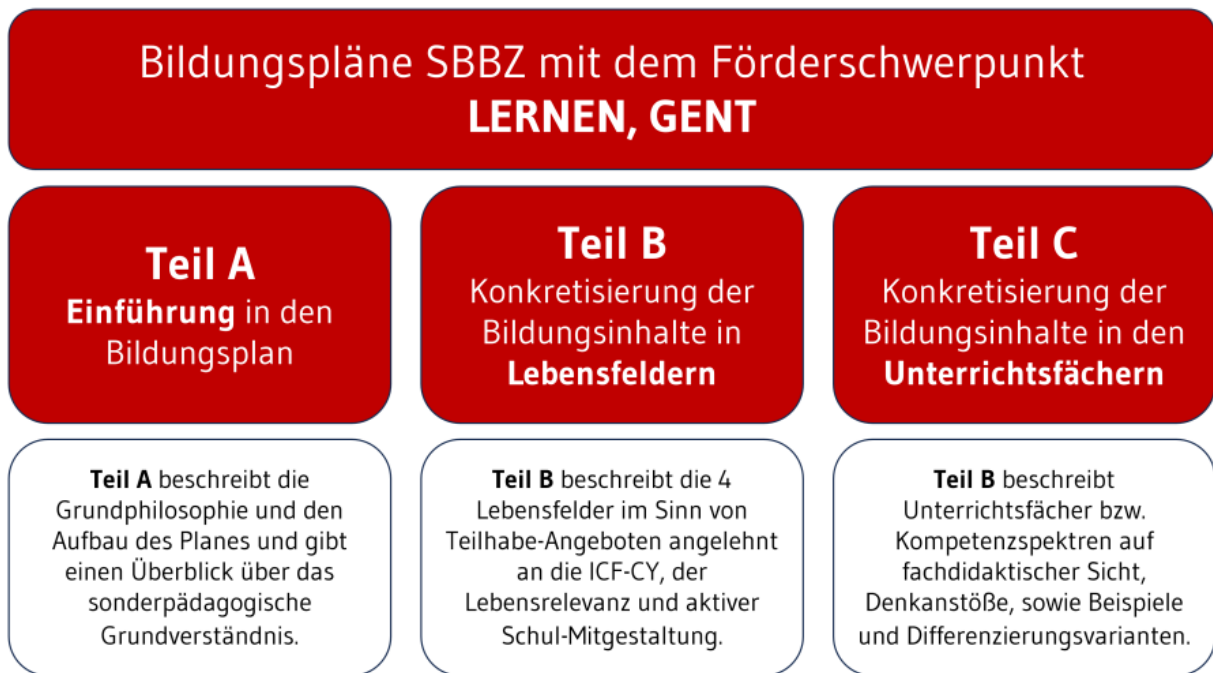 Bildungspläne SBBZ mit dem Förderschwerpunkt
LERNEN, GENT
Teil A
Einführung in den
Bildungsplan
Teil B
Konkretisierung der
Bildungsinhalte in
Lebensfeldern
Teil C
Konkretisierung der
Bildungsinhalte in den
Unterrichtsfächern
Teil A beschreibt die
Grundphilosophie und den
Aufbau des Planes und gibt
einen Überblick über das
sonderpädagogische
Grundverständnis.
Teil B beschreibt die 4
Lebensfelder im Sinn von
Teilhabe-Angeboten angelehnt
an die ICF-CY, der
Lebensrelevanz und aktiver
Schul-Mitgestaltung.
Teil B beschreibt
Unterrichtsfächer bzw.
Kompetenzspektren auf
fachdidaktischer Sicht,
Denkanstöße, sowie Beispiele
und Differenzierungsvarianten.